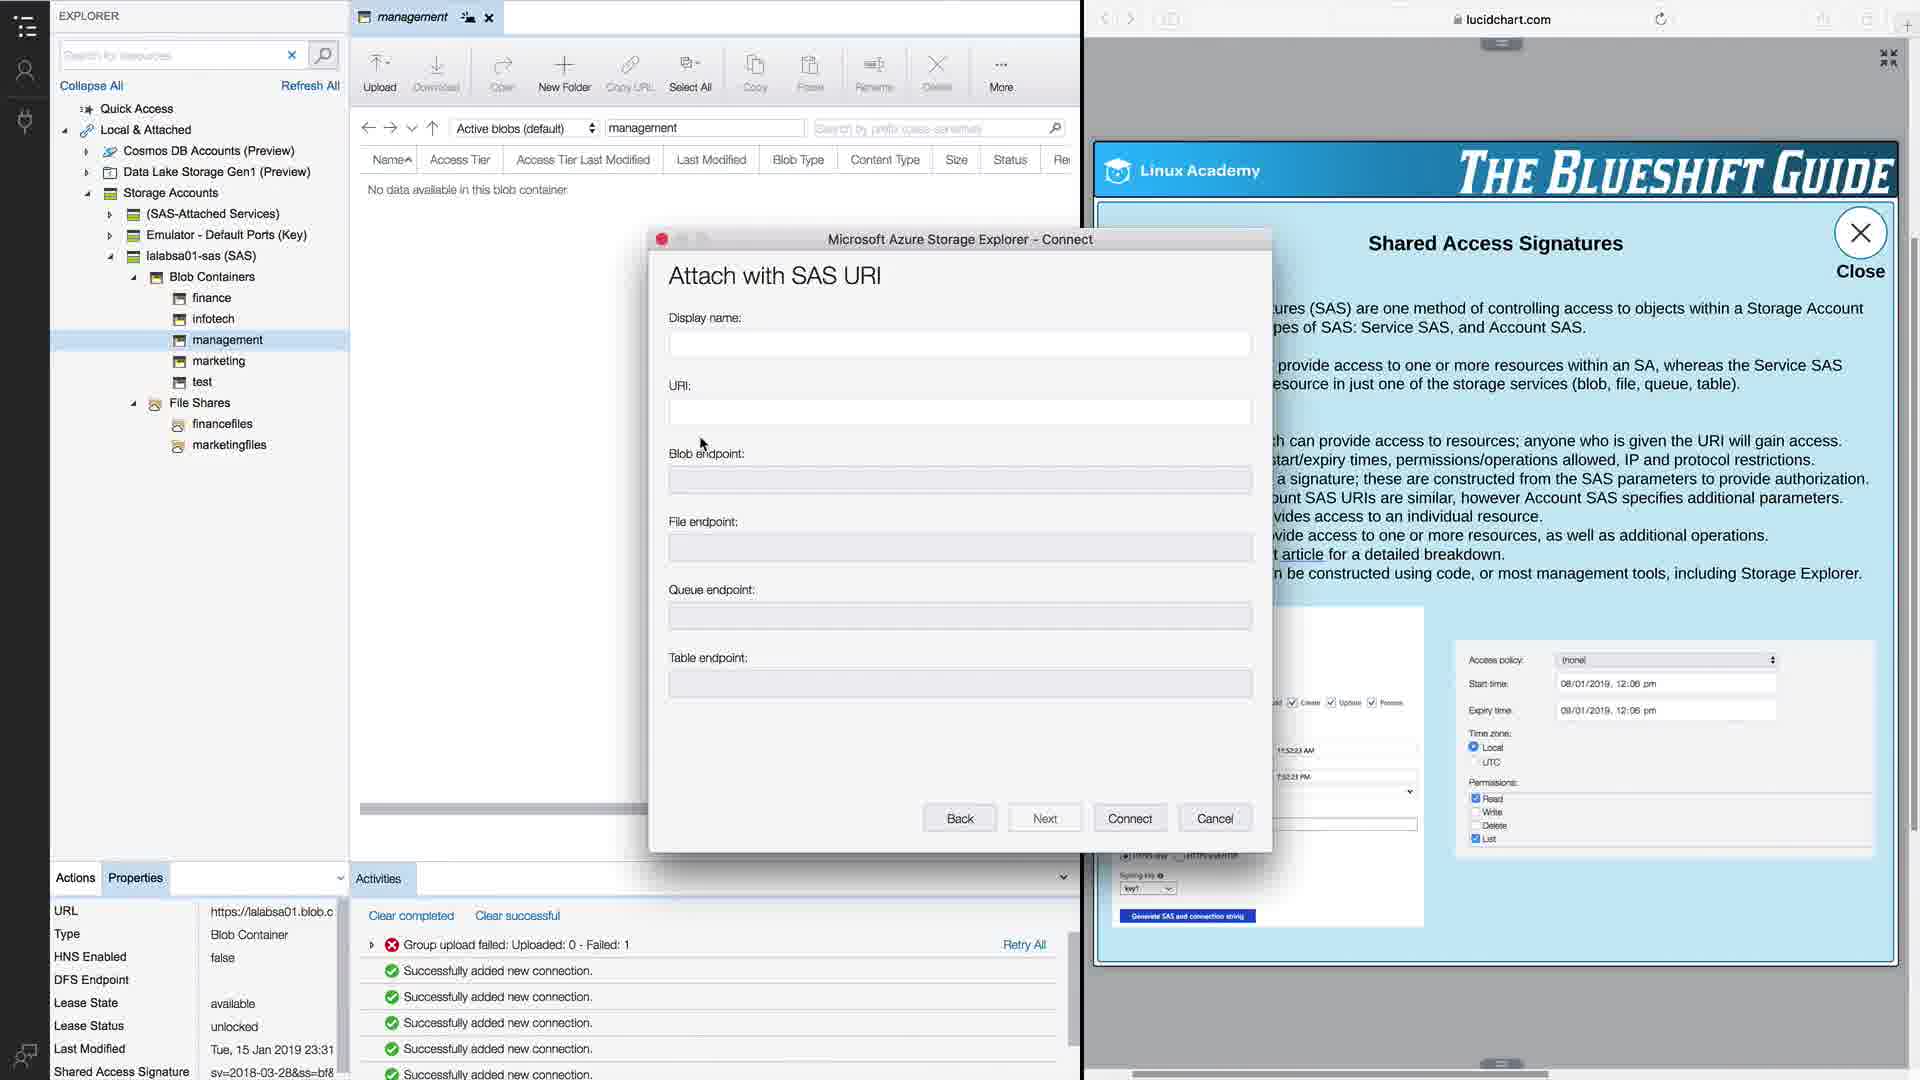 EXPLORER
Search for resources
Collapse All
Refresh All
Quick Access
Local & Attached
Cosmos DB Accounts (Preview)
Data Lake Storage Gen1 (Preview)
Storage Accounts
(SAS-Attached Services)
Emulator - Default Ports (Key)
lalabsa01-sas (SAS)
Blob Containers
finance
infotech
management
marketing
test
File Shares
financefiles
marketingfiles
Actions
Properties
URL https://lalabsa01.blob.c
Type Blob Container
HNS Enabled false
DFS Endpoint
Lease State available
Lease Status unlocked
Last Modified Tue, 15 Jan 2019 23:31
Shared Access Signature sv=2018-03-28&ss=bf&
management
Upload Download Open New Folder Copy URL Select All Copy Paste Rename Delete More
Active blobs (default)
management
Search by prefix (case-sensitive)
Name Access Tier Access Tier Last Modified Last Modified Blob Type Content Type Size Status Re
No data available in this blob container
Microsoft Azure Storage Explorer - Connect
Attach with SAS URI
Display name:
URI:
Blob endpoint:
File endpoint:
Queue endpoint:
Table endpoint:
Back Next Connect Cancel
Activities
Clear completed Clear successful
Group upload failed: Uploaded: 0 - Failed: 1 Retry All
Successfully added new connection.
Successfully added new connection.
Successfully added new connection.
Successfully added new connection.
Successfully added new connection.
lucidchart.com
Linux Academy
THE BLUESHIFT GUIDE
Shared Access Signatures
Close
ures (SAS) are one method of controlling access to objects within a Storage Account
pes of SAS: Service SAS, and Account SAS.
provide access to one or more resources within an SA, whereas the Service SAS
esource in just one of the storage services (blob, file, queue, table).
h can provide access to resources; anyone who is given the URI will gain access.
start/expiry times, permissions/operations allowed, IP and protocol restrictions.
a signature; these are constructed from the SAS parameters to provide authorization.
ount SAS URIs are similar, however Account SAS specifies additional parameters.
vides access to an individual resource.
vide access to one or more resources, as well as additional operations.
t article for a detailed breakdown.
n be constructed using code, or most management tools, including Storage Explorer.
Create Update Process
11:52:23 AM
7:52:23 PM
Signing key
key1
Generate SAS and connection string
Access policy: (none)
Start time: 08/01/2019, 12:06 pm
Expiry time: 09/01/2019, 12:06 pm
Time zone:
Local
UTC
Permissions:
Read
Write
Delete
List